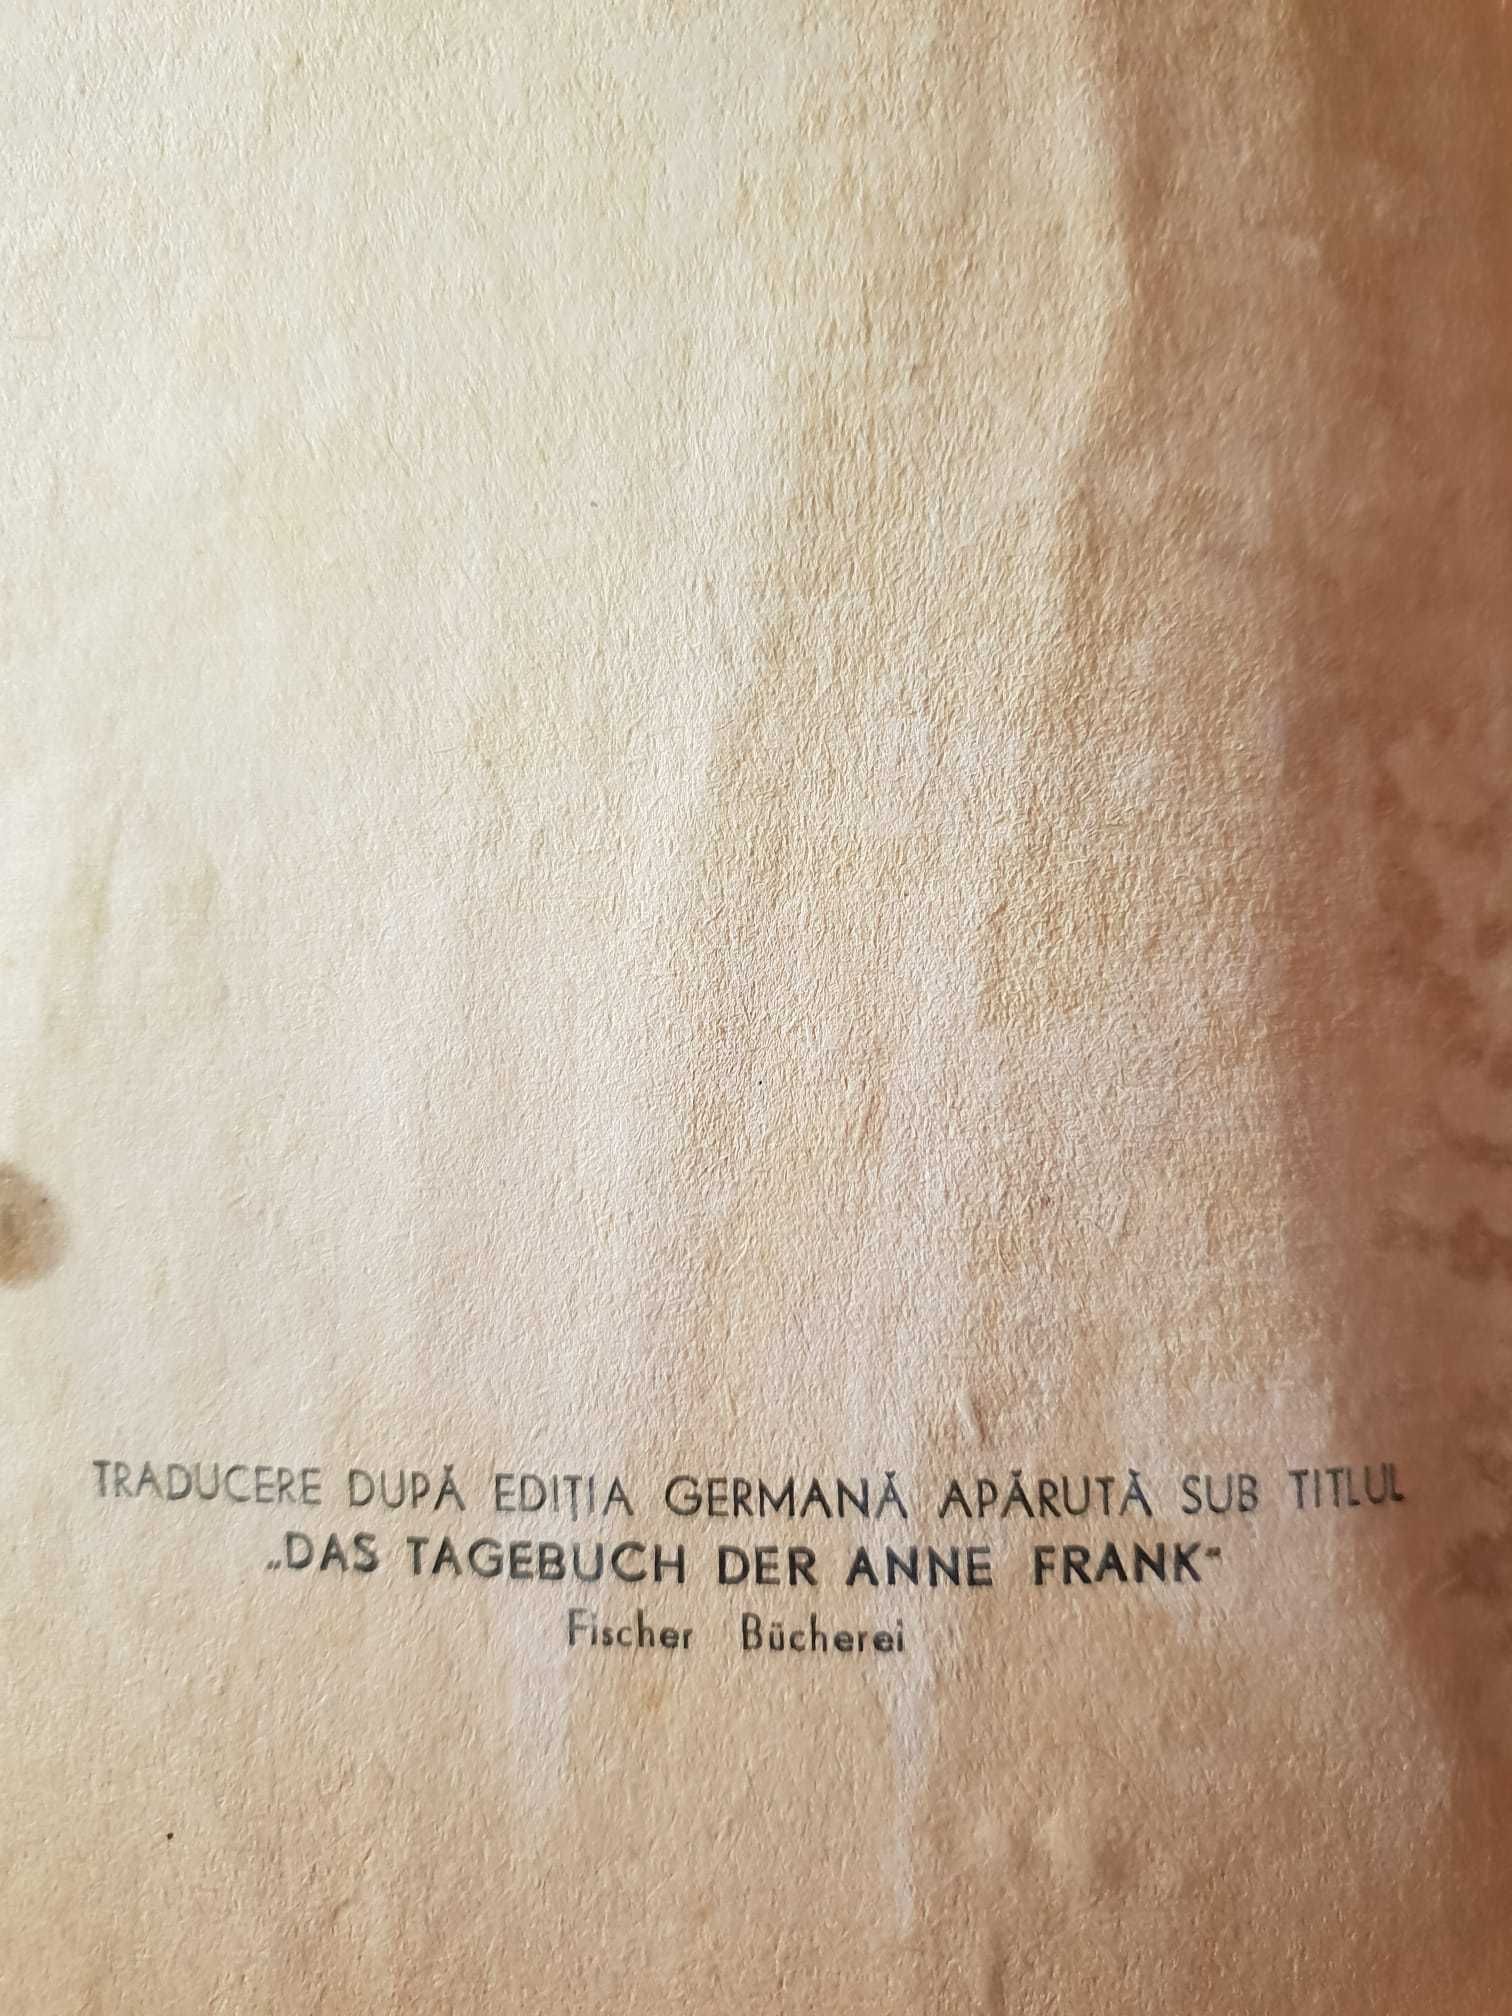 TRADUCERE DUPĂ EDIȚIA GERMANĂ APĂRUTĂ SUB TITLUL
„DAS TAGEBUCH DER ANNE FRANK“
Fischer Bücherei